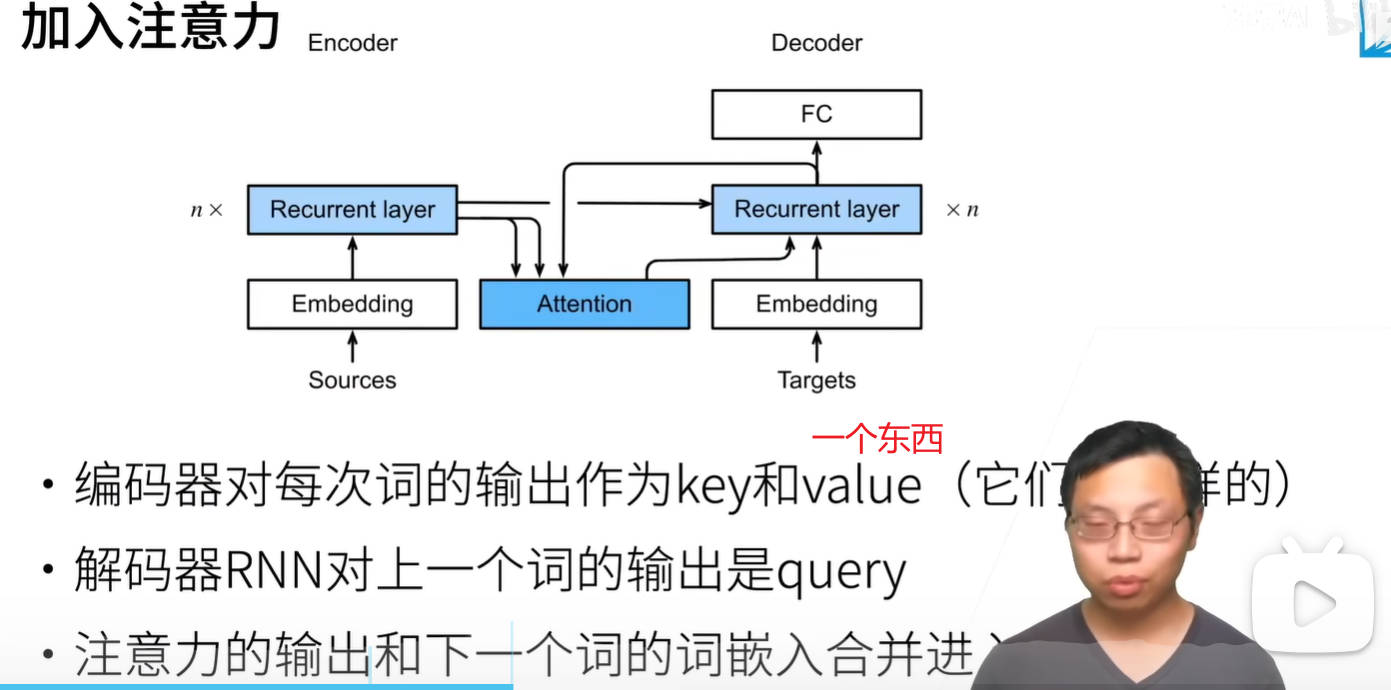 加入注意力
Encoder
Decoder
FC
n × Recurrent layer
Recurrent layer × n
Embedding
Attention
Embedding
Sources
Targets
一个东西
• 编码器对每次词的输出作为key和value（它们 样的）
• 解码器RNN对上一个词的输出是query
• 注意力的输出和下一个词的词嵌入合并进